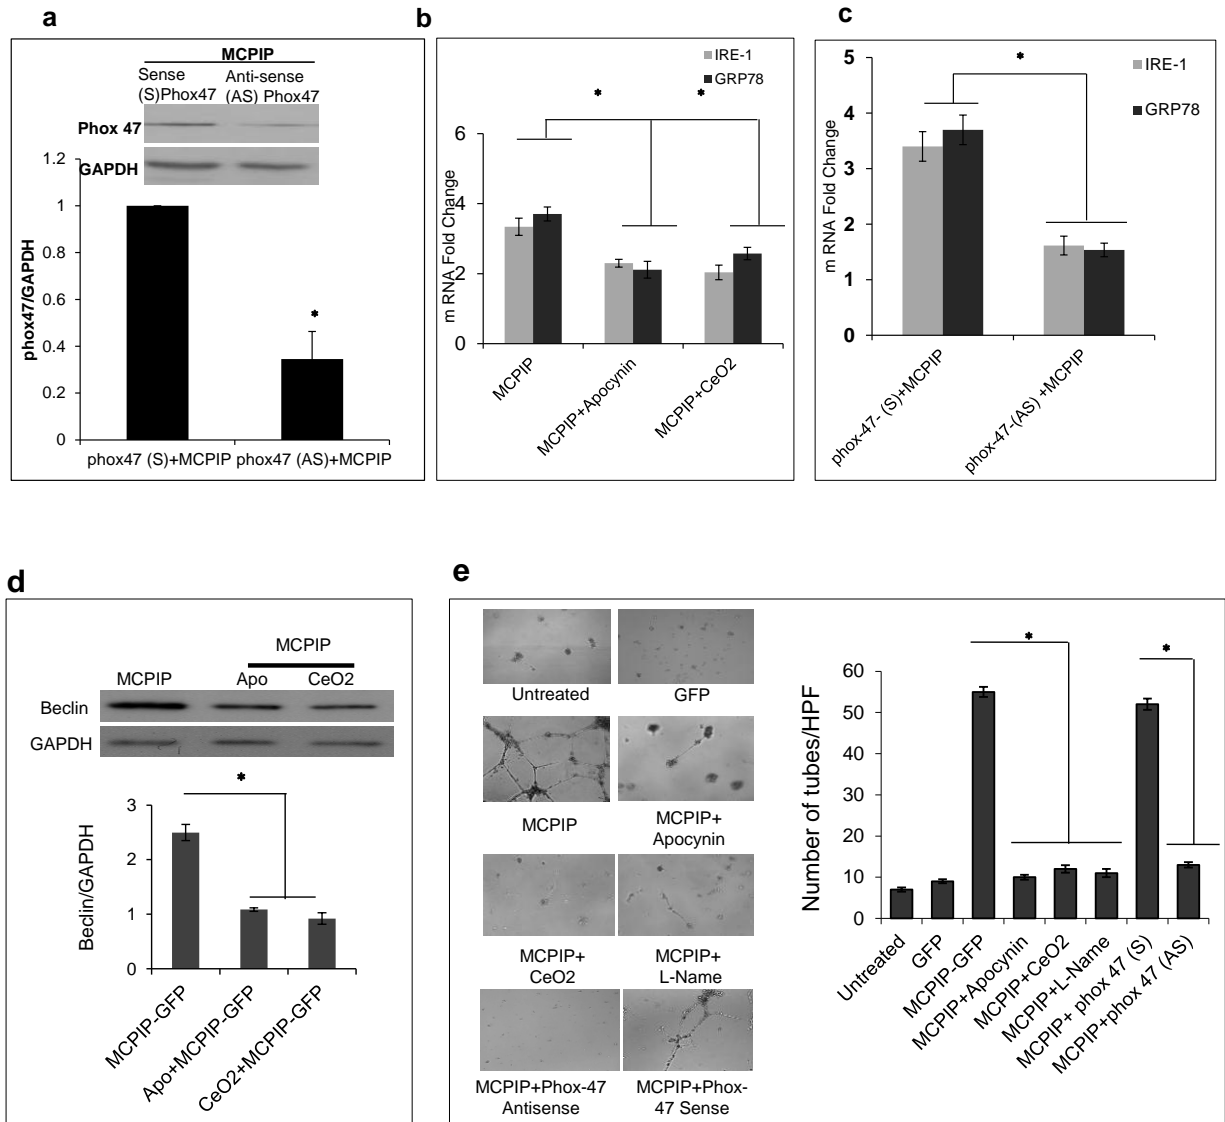 a
MCPIP
Sense
(S)Phox47
Anti-sense
(AS) Phox47
Phox 47
GAPDH
1.2
1
0.8
0.6
0.4
0.2
0
phox47/GAPDH
*
phox47 (S)+MCPIP
phox47 (AS)+MCPIP
b
IRE-1
GRP78
* *
6
4
2
0
m RNA Fold Change
MCPIP
MCPIP+Apocynin
MCPIP+CeO2
c
IRE-1
GRP78
*
5
4
3
2
1
0
m RNA Fold Change
phox-47- (S)+MCPIP
phox-47-(AS) +MCPIP
d
MCPIP
MCPIP
Apo
CeO2
Beclin
GAPDH
*
3
2
1
0
Beclin/GAPDH
MCPIP-GFP
Apo+MCPIP-GFP
CeO2+MCPIP-GFP
e
Untreated
GFP
MCPIP
MCPIP+
Apocynin
MCPIP+
CeO2
MCPIP+
L-Name
MCPIP+Phox-47
Antisense
MCPIP+Phox-
47 Sense
* *
60
50
40
30
20
10
0
Number of tubes/HPF
Untreated
GFP
MCPIP-GFP
MCPIP+Apocynin
MCPIP+CeO2
MCPIP+L-Name
MCPIP+ phox 47 (S)
MCPIP+phox 47 (AS)